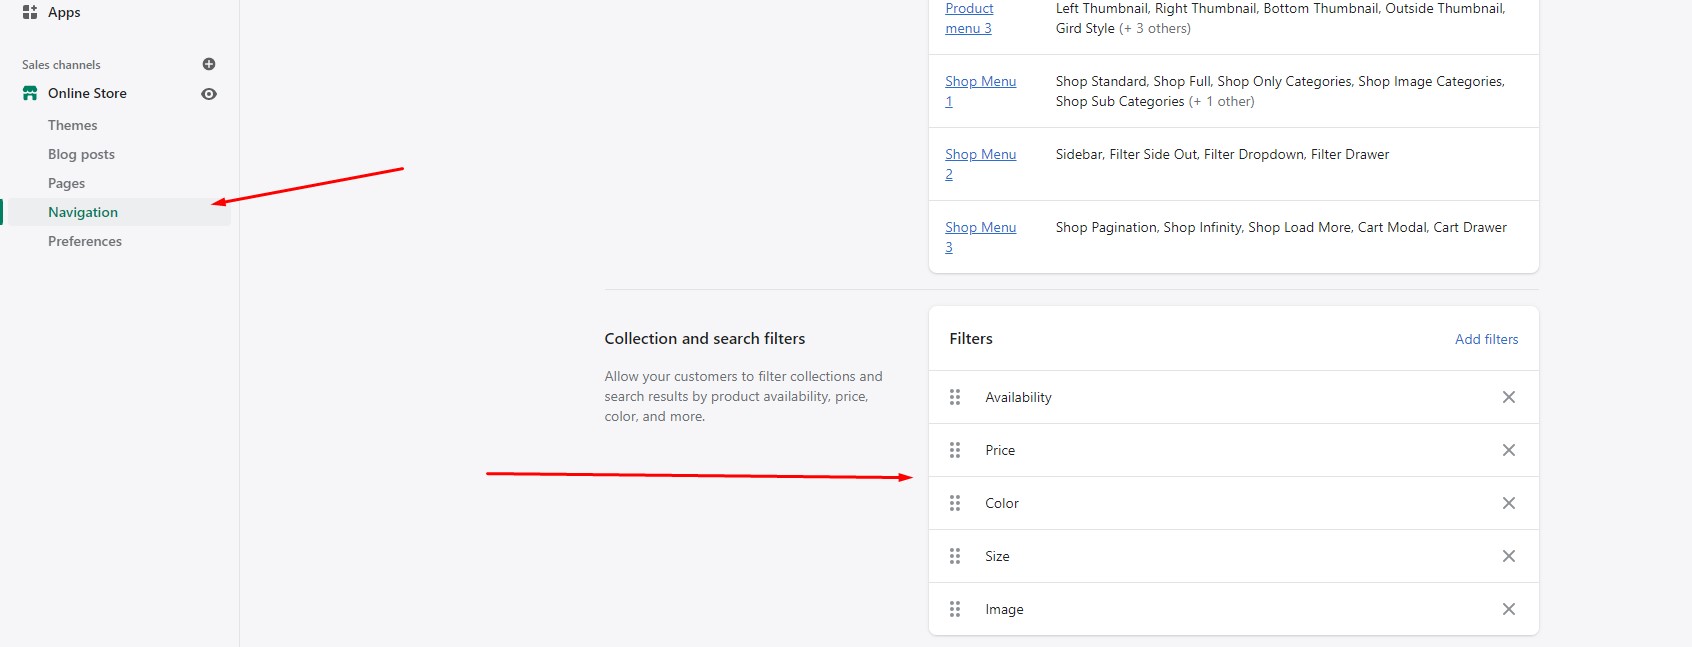 Apps
Sales channels
Online Store
Themes
Blog posts
Pages
Navigation
Preferences
Product
menu 3
Left Thumbnail, Right Thumbnail, Bottom Thumbnail, Outside Thumbnail,
Gird Style (+ 3 others)
Shop Menu
1
Shop Standard, Shop Full, Shop Only Categories, Shop Image Categories,
Shop Sub Categories (+ 1 other)
Shop Menu
2
Sidebar, Filter Side Out, Filter Dropdown, Filter Drawer
Shop Menu
3
Shop Pagination, Shop Infinity, Shop Load More, Cart Modal, Cart Drawer
Collection and search filters
Allow your customers to filter collections and
search results by product availability, price,
color, and more.
Filters
Add filters
Availability
Price
Color
Size
Image